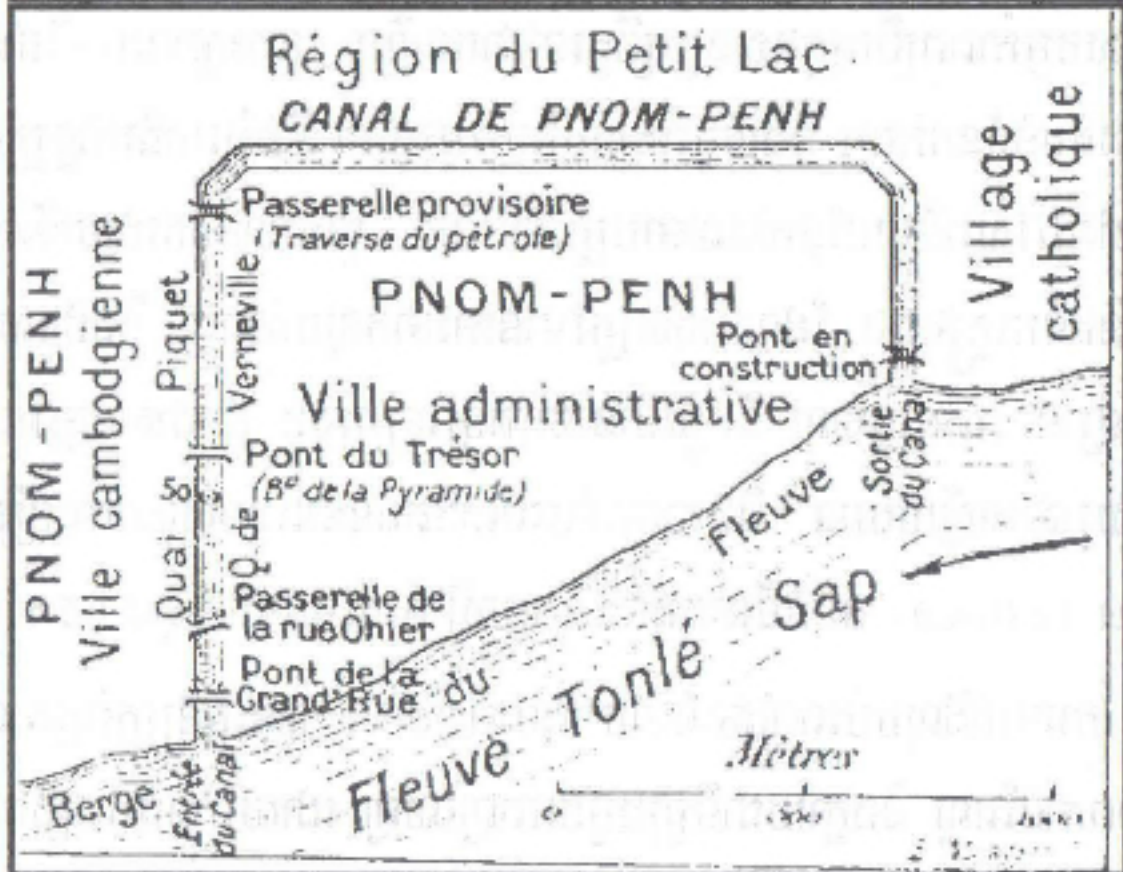 Région du Petit Lac
CANAL DE PNOM-PENH
Village
catholique
Passerelle provisoire
(Traverse du pétrole)
PNOM-PENH
Ville cambodgienne
Quai Piquet
Q. de Verneville
PNOM-PENH
Ville administrative
Pont en
construction
Pont du Trésor
(Bd de la Pyramide)
Sortie
du Canal
Passerelle de
la rue Ohier
Pont de la
Grand'Rue
Berge du Fleuve
Fleuve Tonlé Sap
Entrée
du Canal
Mètres
0